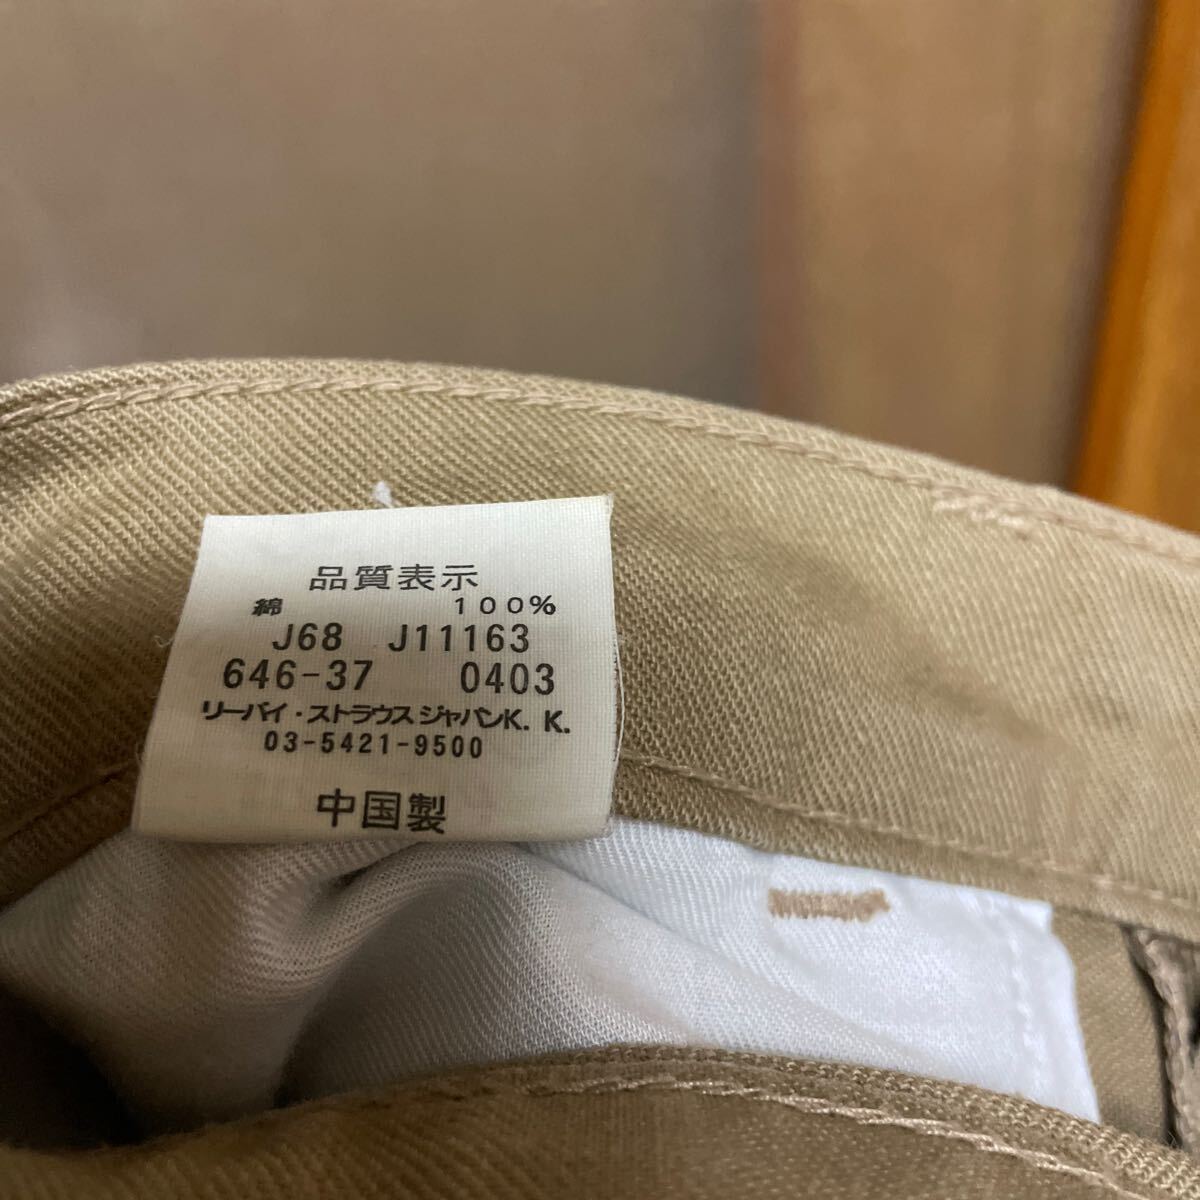 品質表示
綿 100%
J68 J11163
646-37 0403
リーバイ・ストラウスジャパンK. K.
03-5421-9500
中国製